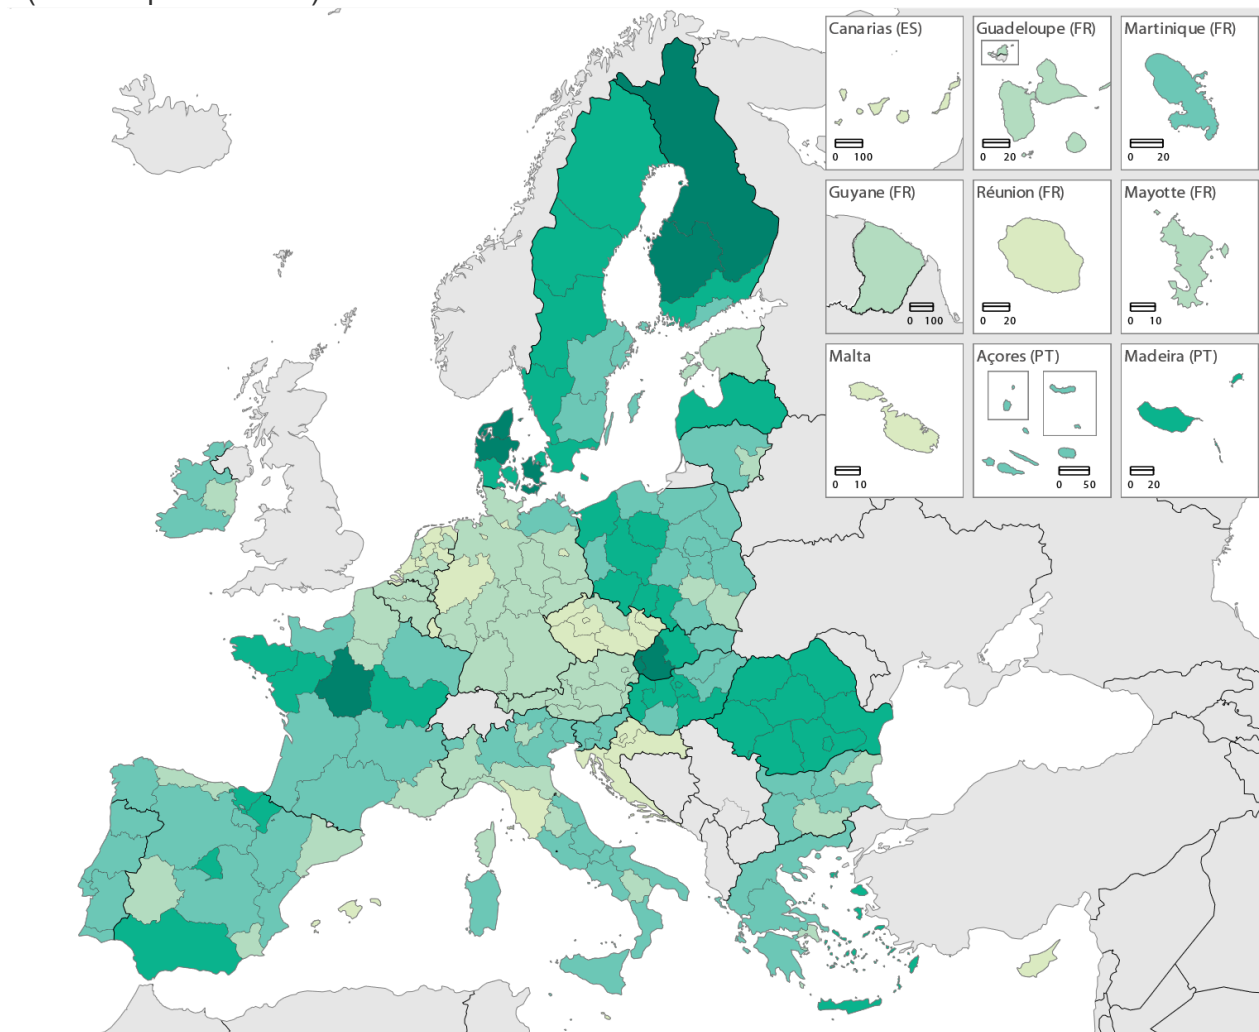 Canarias (ES)
0 100
Guadeloupe (FR)
0 20
Martinique (FR)
0 20
Guyane (FR)
0 100
Réunion (FR)
0 20
Mayotte (FR)
0 10
Malta
0 10
Açores (PT)
0 50
Madeira (PT)
0 20